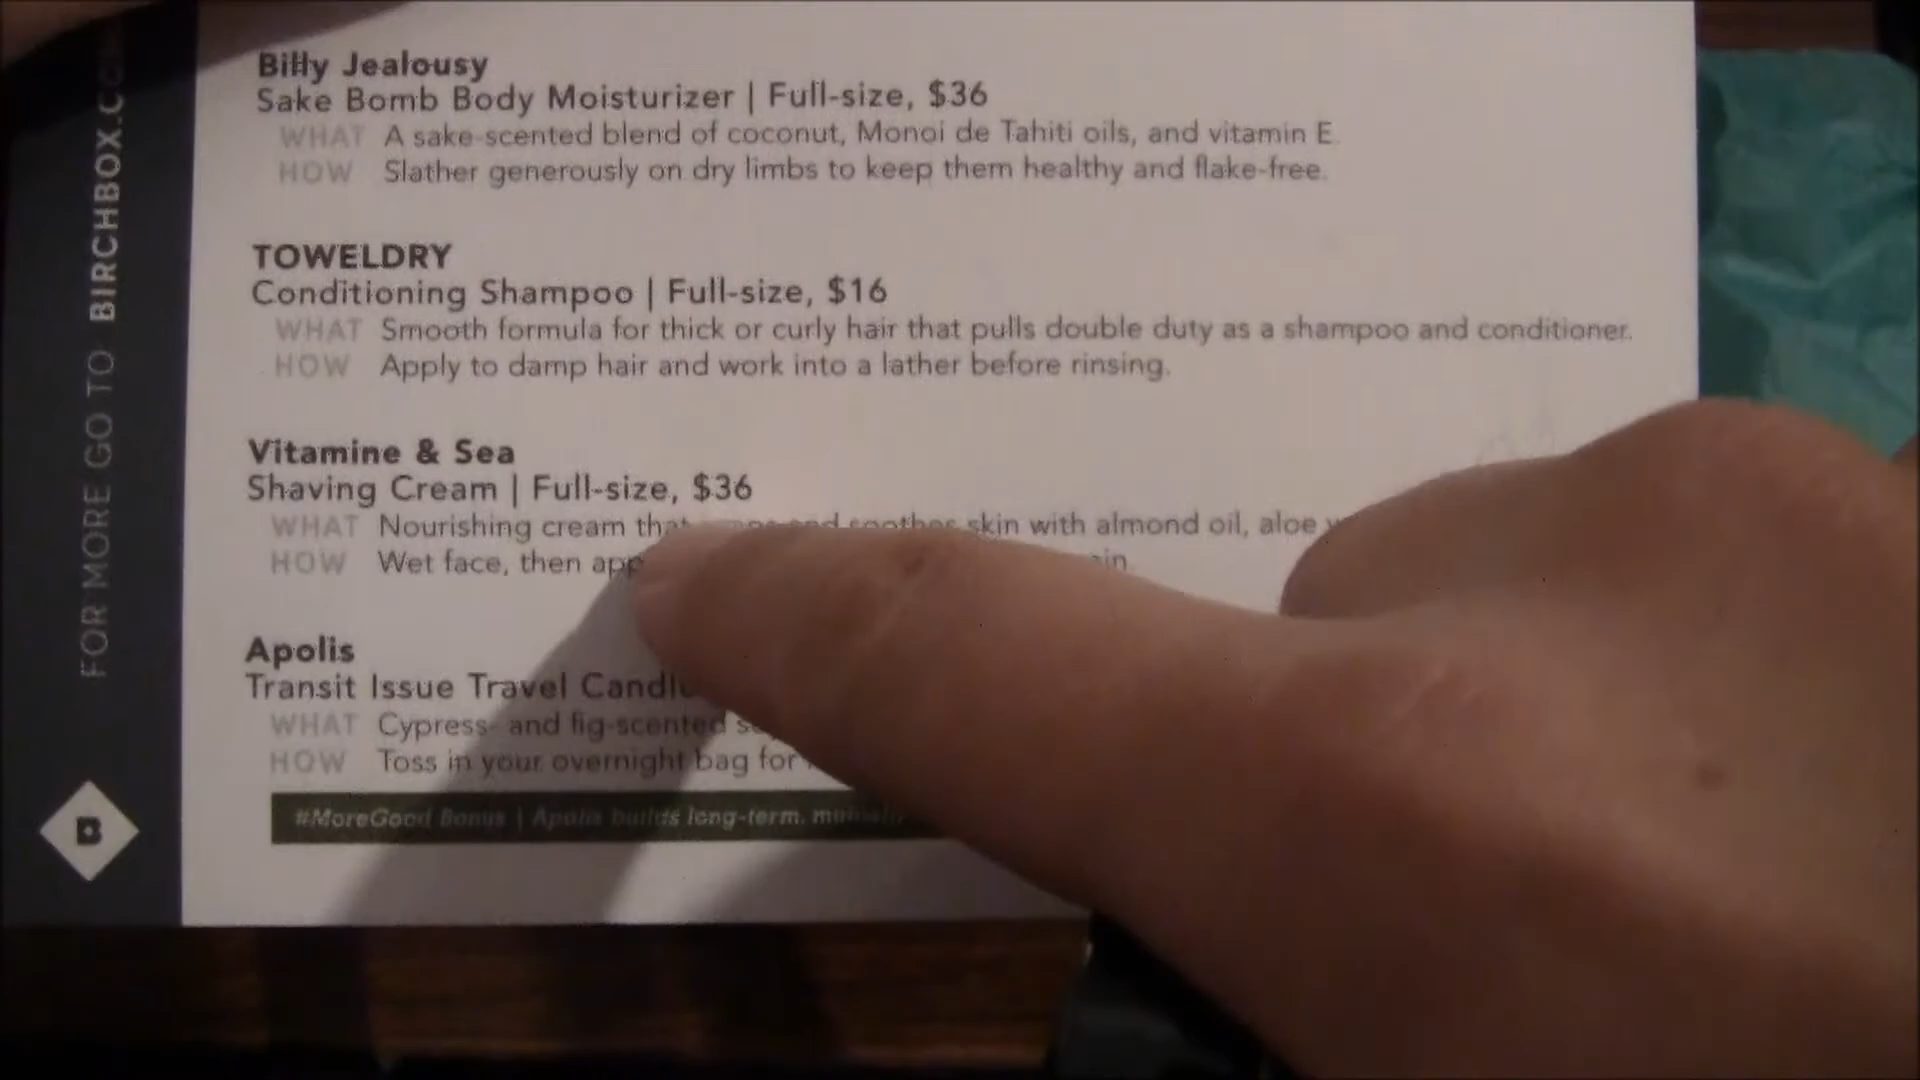 Billy Jealousy
Sake Bomb Body Moisturizer | Full-size, $36
WHAT A sake-scented blend of coconut, Monoi de Tahiti oils, and vitamin E.
HOW Slather generously on dry limbs to keep them healthy and flake-free.
TOWELDRY
Conditioning Shampoo | Full-size, $16
WHAT Smooth formula for thick or curly hair that pulls double duty as a shampoo and conditioner.
HOW Apply to damp hair and work into a lather before rinsing.
Vitamine & Sea
Shaving Cream | Full-size, $36
WHAT Nourishing cream that and soothes skin with almond oil, aloe
HOW Wet face, then
Apolis
Transit Issue Travel Candle
WHAT Cypress- and fig-scented
HOW Toss in your overnight bag for
#MoreGood Bonus | Apolis builds long-term,
FOR MORE GO TO BIRCHBOX.C
B